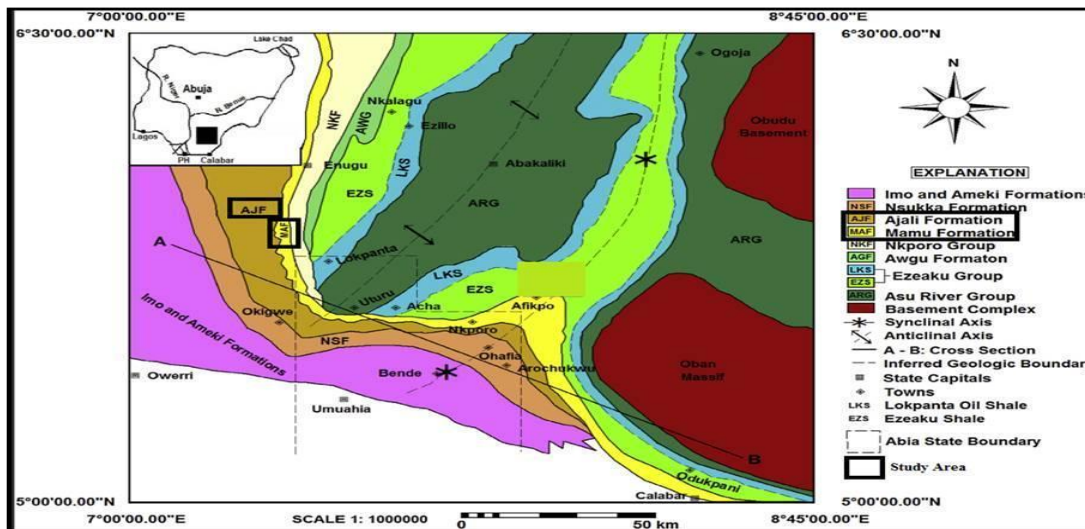 7°00'00.00"E
8°45'00.00"E
6°30'00.00"N
6°30'00.00"N
Lake Chad
R. Niger
Abuja
R. Benue
Lagos
PH
Calabar
NKF
AWG
Nkalagu
Ezillo
LKS
Enugu
EZS
Abakaliki
ARG
Ogoja
Obudu
Basement
N
AJF
MAF
A
Lokpanta
LKS
EZS
ARG
Uturu
Acha
Afikpo
Okigwe
Nkporo
NSF
Ohafia
Imo and Ameki Formations
Bende
Arochukwu
Oban
Massif
Owerri
Umuahia
B
Odukpani
Calabar
EXPLANATION
Imo and Ameki Formations
NSF Nsukka Formation
AJF Ajali Formation
MAF Mamu Formation
NKF Nkporo Group
AGF Awgu Formaton
LKS
EZS
Ezeaku Group
ARG Asu River Group
Basement Complex
Synclinal Axis
Anticlinal Axis
A - B: Cross Section
Inferred Geologic Boundar
State Capitals
Towns
LKS Lokpanta Oil Shale
EZS Ezeaku Shale
Abia State Boundary
Study Area
5°00'00.00"N
5°00'00.00"N
7°00'00.00"E
SCALE 1: 1000000
0
50 km
8°45'00.00"E